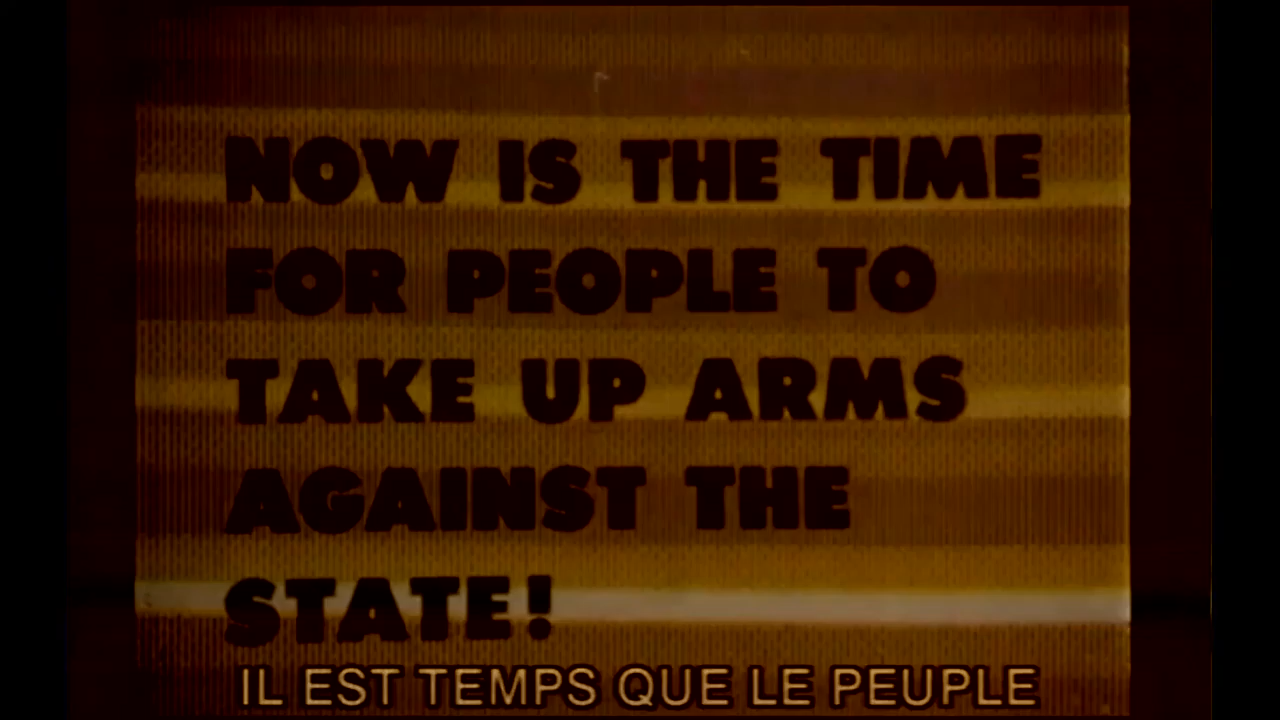 NOW IS THE TIME
FOR PEOPLE TO
TAKE UP ARMS
AGAINST THE
STATE!
IL EST TEMPS QUE LE PEUPLE